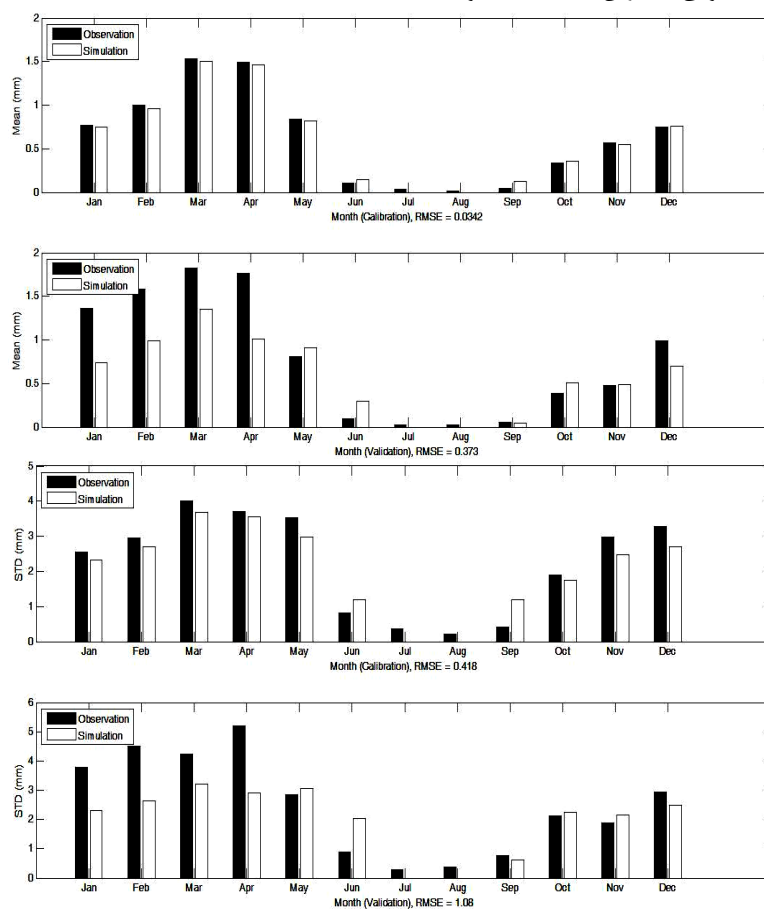 2
Observation
Simulation
1.5
1
0.5
0
Mean (mm)
Jan Feb Mar Apr May Jun Jul Aug Sep Oct Nov Dec
Month (Calibration), RMSE = 0.0342
2
Observation
Simulation
1.5
1
0.5
0
Mean (mm)
Jan Feb Mar Apr May Jun Jul Aug Sep Oct Nov Dec
Month (Validation), RMSE = 0.373
5
Observation
Simulation
4
3
2
1
0
STD (mm)
Jan Feb Mar Apr May Jun Jul Aug Sep Oct Nov Dec
Month (Calibration), RMSE = 0.418
6
Observation
Simulation
5
4
3
2
1
0
STD (mm)
Jan Feb Mar Apr May Jun Jul Aug Sep Oct Nov Dec
Month (Validation), RMSE = 1.08